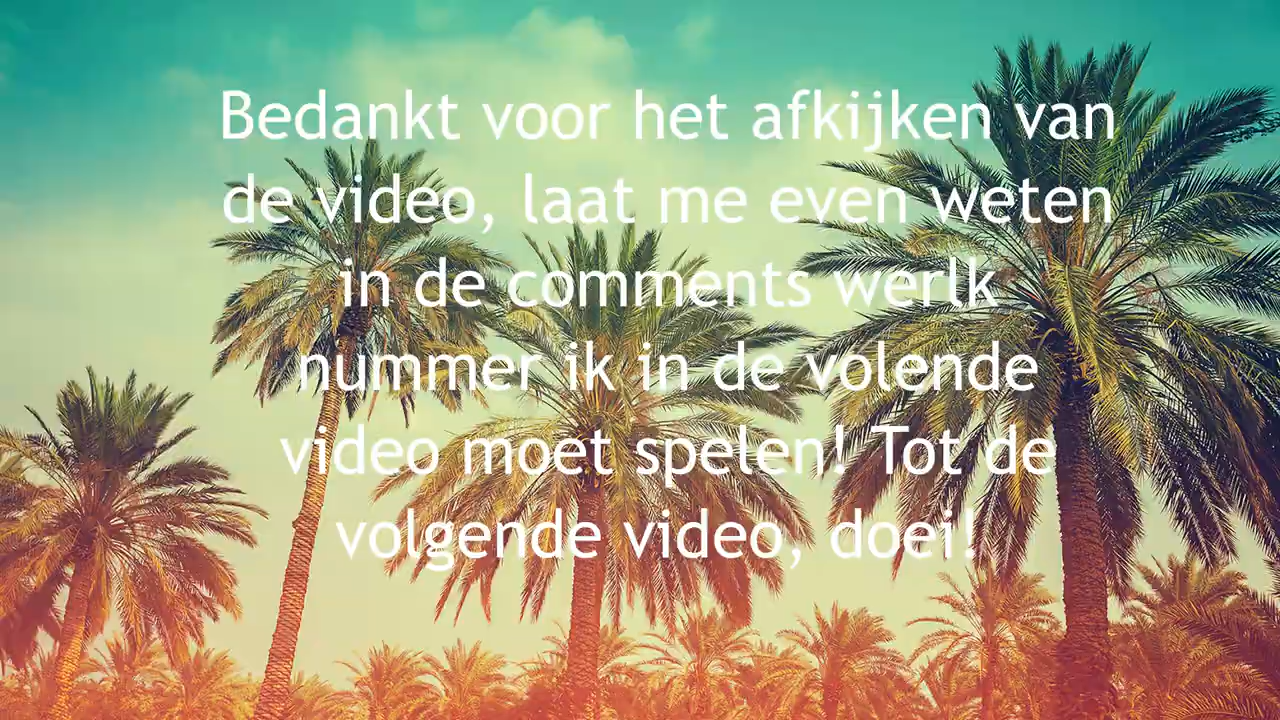 Bedankt voor het afkijken van
de video, laat me even weten
in de comments werlk
nummer ik in de volende
video moet spelen! Tot de
volgende video, doei!